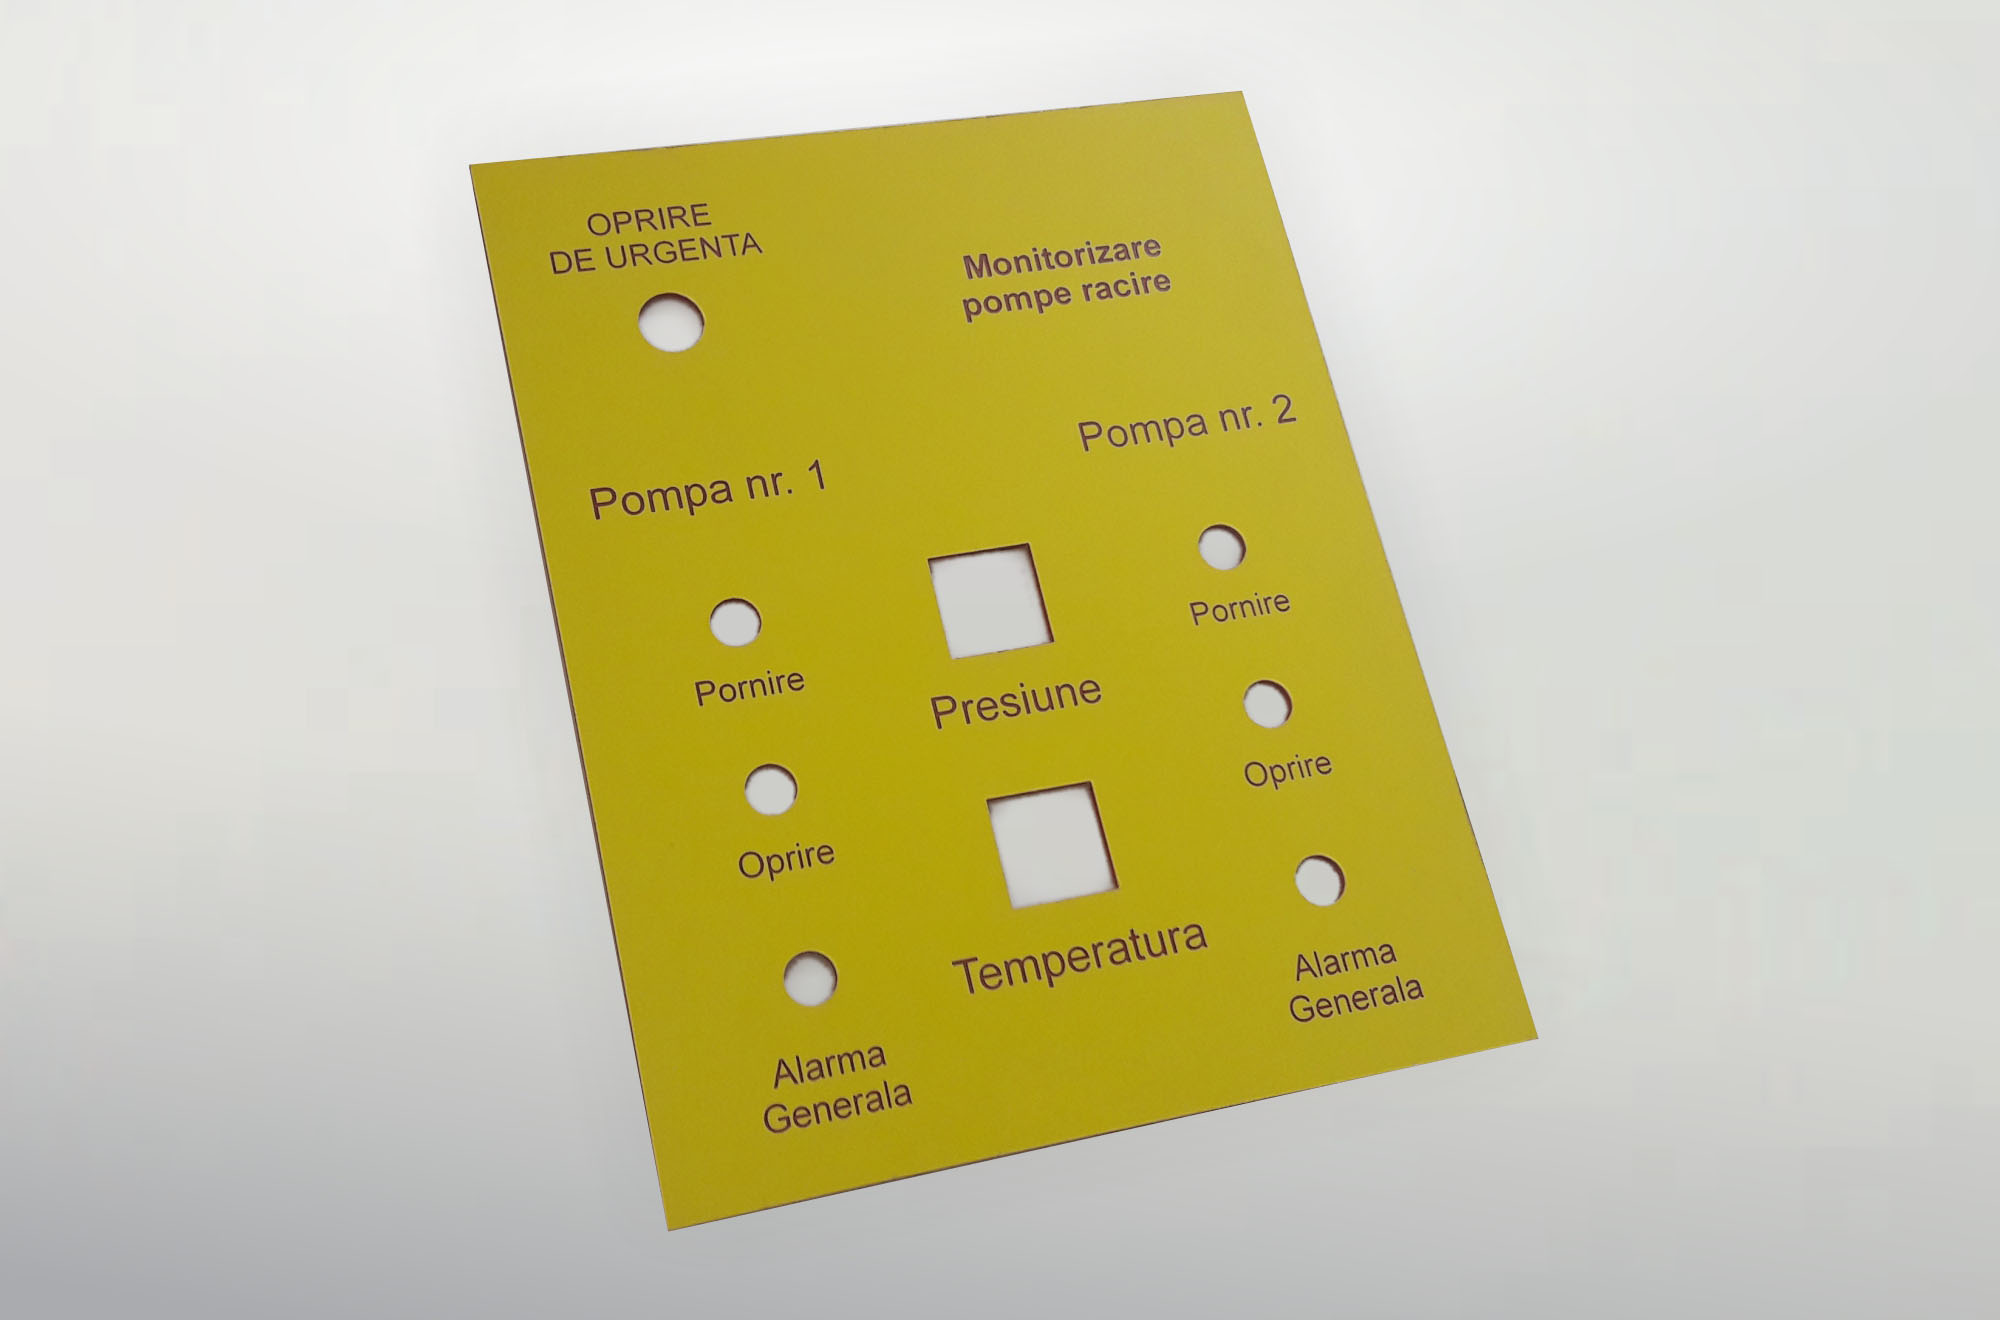 OPRIRE
DE URGENTA
Monitorizare
pompe racire
Pompa nr. 1
Pompa nr. 2
Pornire
Presiune
Pornire
Oprire
Temperatura
Oprire
Alarma
Generala
Alarma
Generala